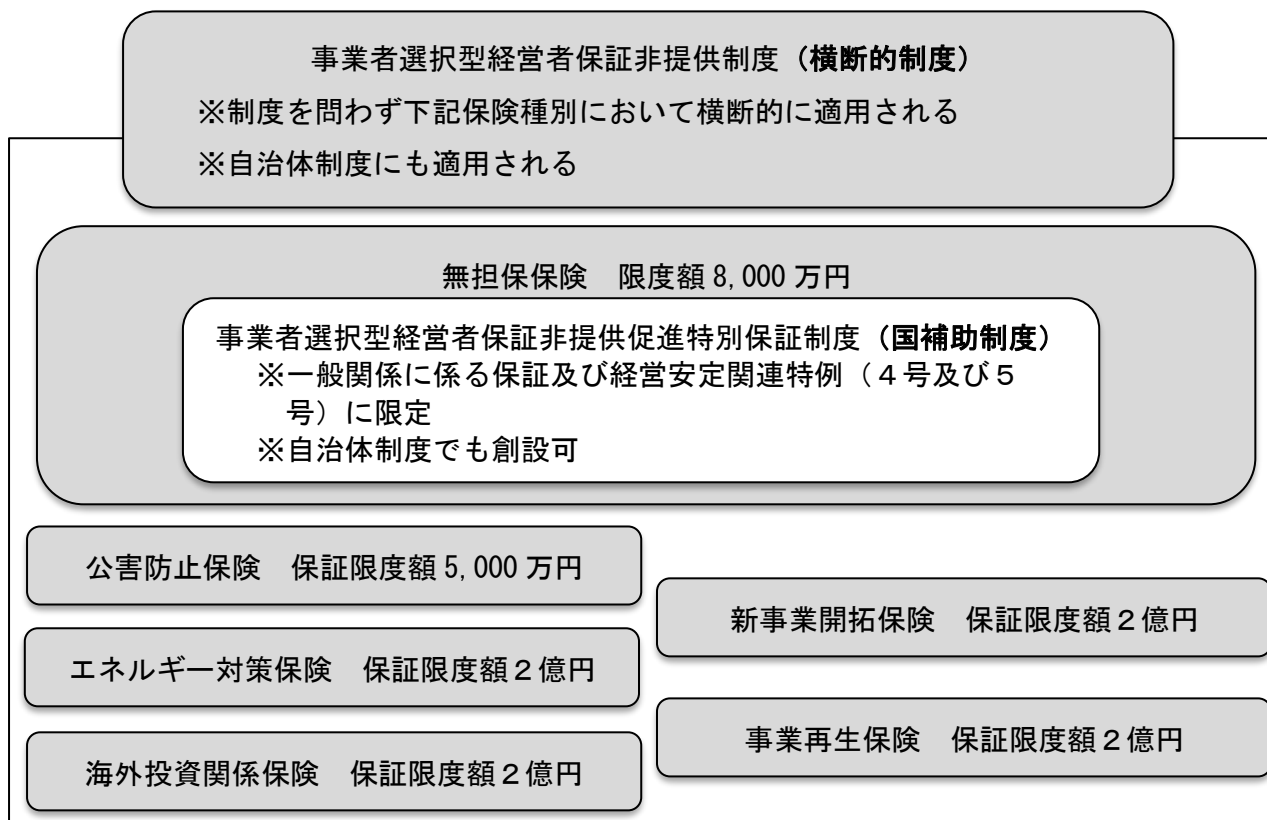 事業者選択型経営者保証非提供制度（横断的制度）
※制度を問わず下記保険種別において横断的に適用される
※自治体制度にも適用される
無担保保険　限度額 8,000 万円
事業者選択型経営者保証非提供促進特別保証制度（国補助制度）
※一般関係に係る保証及び経営安定関連特例（４号及び５
号）に限定
※自治体制度でも創設可
公害防止保険　保証限度額 5,000 万円
エネルギー対策保険　保証限度額２億円
海外投資関係保険　保証限度額２億円
新事業開拓保険　保証限度額２億円
事業再生保険　保証限度額２億円